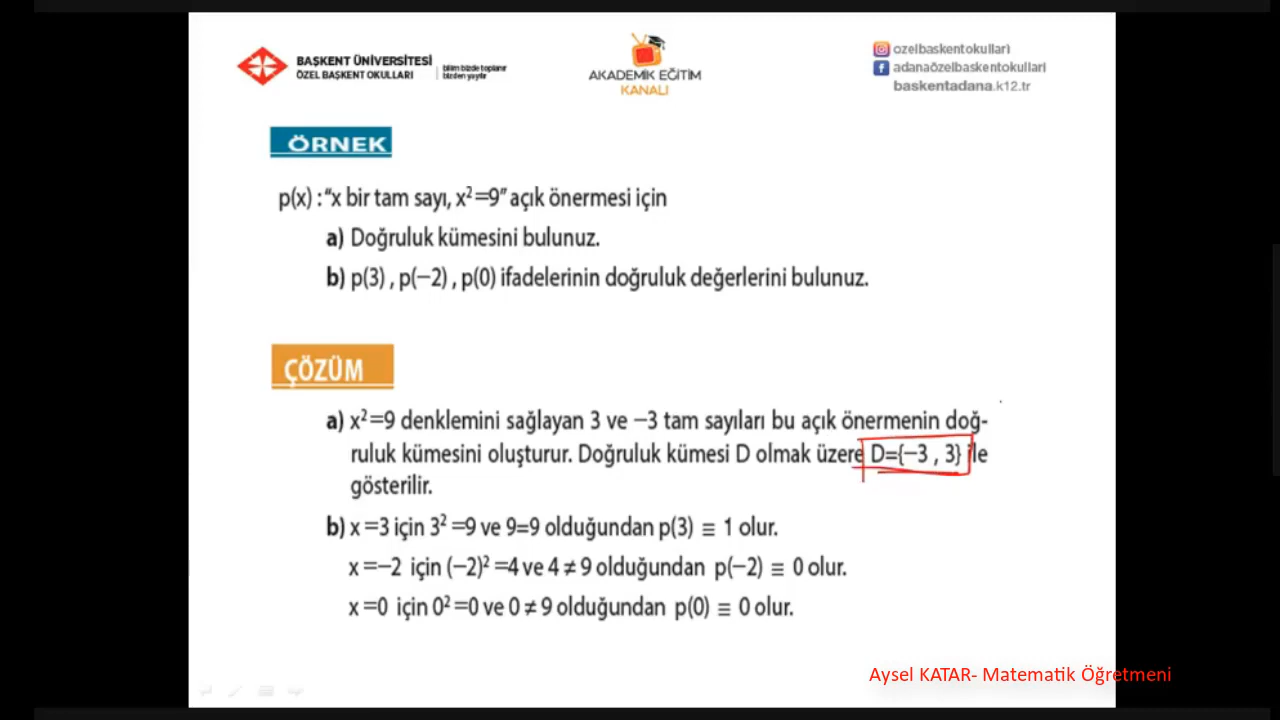 BAŞKENT ÜNİVERSİTESİ
ÖZEL BAŞKENT OKULLARI
bilim bizde toplanır
bizden yayılır
AKADEMİK EĞİTİM
KANALI
ozelbaskentokullari
adanaözelbaskentokullari
baskentadana.k12.tr
ÖRNEK
p(x) : “x bir tam sayı, x²=9” açık önermesi için
a) Doğruluk kümesini bulunuz.
b) p(3) , p(−2) , p(0) ifadelerinin doğruluk değerlerini bulunuz.
ÇÖZÜM
a) x²=9 denklemini sağlayan 3 ve −3 tam sayıları bu açık önermenin doğ-
ruluk kümesini oluşturur. Doğruluk kümesi D olmak üzere D={−3 , 3} ile
gösterilir.
b) x =3 için 3² =9 ve 9=9 olduğundan p(3) ≡ 1 olur.
x =−2 için (−2)² =4 ve 4 ≠ 9 olduğundan p(−2) ≡ 0 olur.
x =0 için 0² =0 ve 0 ≠ 9 olduğundan p(0) ≡ 0 olur.
Aysel KATAR- Matematik Öğretmeni